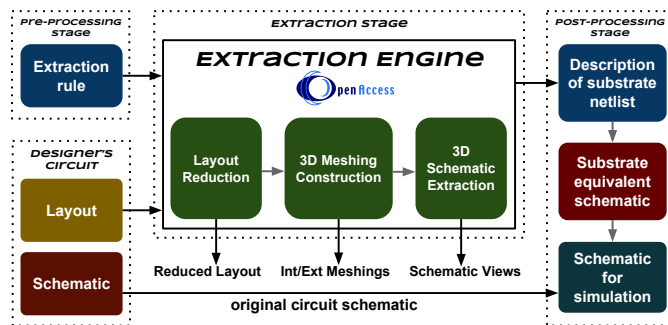 Pre-processing
stage
Extraction
rule
Designer's
circuit
Layout
Schematic
Extraction stage
Extraction Engine
OpenAccess
Layout
Reduction
3D Meshing
Construction
3D
Schematic
Extraction
Reduced Layout
Int/Ext Meshings
Schematic Views
original circuit schematic
Post-processing
stage
Description
of substrate
netlist
Substrate
equivalent
schematic
Schematic
for
simulation